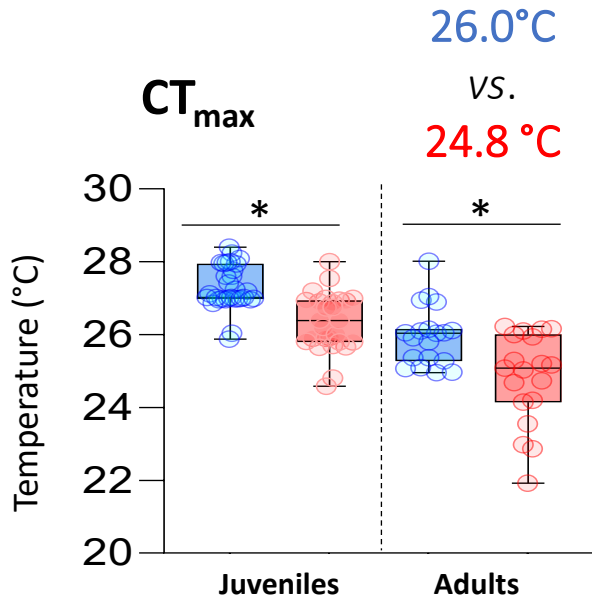 26.0°C
vs.
24.8 °C
CTmax
30
28
26
24
22
20
Temperature (°C)
*
*
Juveniles
Adults